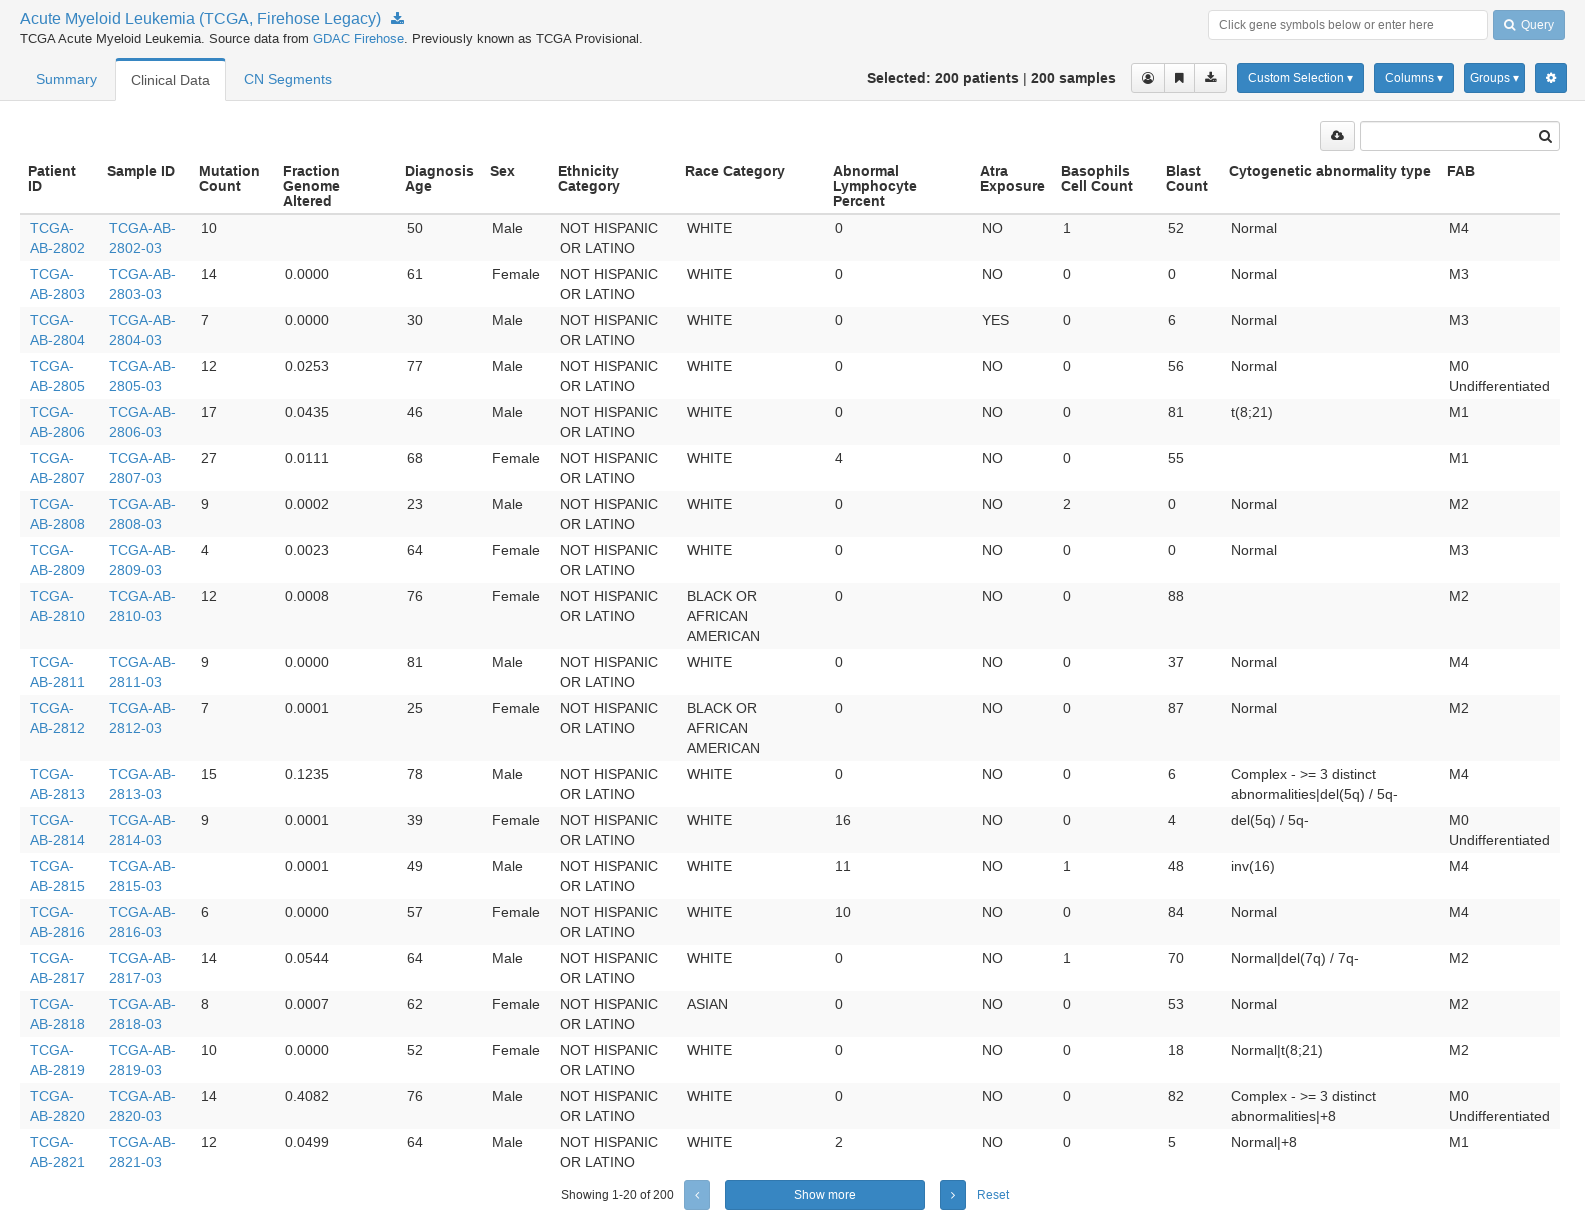 Acute Myeloid Leukemia (TCGA, Firehose Legacy)
TCGA Acute Myeloid Leukemia. Source data from GDAC Firehose. Previously known as TCGA Provisional.
Click gene symbols below or enter here
Query
Summary
Clinical Data
CN Segments
Selected: 200 patients | 200 samples
Custom Selection ▾
Columns ▾
Groups ▾
Patient ID Sample ID Mutation Count Fraction Genome Altered Diagnosis Age Sex Ethnicity Category Race Category Abnormal Lymphocyte Percent Atra Exposure Basophils Cell Count Blast Count Cytogenetic abnormality type FAB
TCGA-AB-2802 TCGA-AB-2802-03 10 50 Male NOT HISPANIC OR LATINO WHITE 0 NO 1 52 Normal M4
TCGA-AB-2803 TCGA-AB-2803-03 14 0.0000 61 Female NOT HISPANIC OR LATINO WHITE 0 NO 0 0 Normal M3
TCGA-AB-2804 TCGA-AB-2804-03 7 0.0000 30 Male NOT HISPANIC OR LATINO WHITE 0 YES 0 6 Normal M3
TCGA-AB-2805 TCGA-AB-2805-03 12 0.0253 77 Male NOT HISPANIC OR LATINO WHITE 0 NO 0 56 Normal M0 Undifferentiated
TCGA-AB-2806 TCGA-AB-2806-03 17 0.0435 46 Male NOT HISPANIC OR LATINO WHITE 0 NO 0 81 t(8;21) M1
TCGA-AB-2807 TCGA-AB-2807-03 27 0.0111 68 Female NOT HISPANIC OR LATINO WHITE 4 NO 0 55 M1
TCGA-AB-2808 TCGA-AB-2808-03 9 0.0002 23 Male NOT HISPANIC OR LATINO WHITE 0 NO 2 0 Normal M2
TCGA-AB-2809 TCGA-AB-2809-03 4 0.0023 64 Female NOT HISPANIC OR LATINO WHITE 0 NO 0 0 Normal M3
TCGA-AB-2810 TCGA-AB-2810-03 12 0.0008 76 Female NOT HISPANIC OR LATINO BLACK OR AFRICAN AMERICAN 0 NO 0 88 M2
TCGA-AB-2811 TCGA-AB-2811-03 9 0.0000 81 Male NOT HISPANIC OR LATINO WHITE 0 NO 0 37 Normal M4
TCGA-AB-2812 TCGA-AB-2812-03 7 0.0001 25 Female NOT HISPANIC OR LATINO BLACK OR AFRICAN AMERICAN 0 NO 0 87 Normal M2
TCGA-AB-2813 TCGA-AB-2813-03 15 0.1235 78 Male NOT HISPANIC OR LATINO WHITE 0 NO 0 6 Complex - >= 3 distinct abnormalities|del(5q) / 5q- M4
TCGA-AB-2814 TCGA-AB-2814-03 9 0.0001 39 Female NOT HISPANIC OR LATINO WHITE 16 NO 0 4 del(5q) / 5q- M0 Undifferentiated
TCGA-AB-2815 TCGA-AB-2815-03 0.0001 49 Male NOT HISPANIC OR LATINO WHITE 11 NO 1 48 inv(16) M4
TCGA-AB-2816 TCGA-AB-2816-03 6 0.0000 57 Female NOT HISPANIC OR LATINO WHITE 10 NO 0 84 Normal M4
TCGA-AB-2817 TCGA-AB-2817-03 14 0.0544 64 Male NOT HISPANIC OR LATINO WHITE 0 NO 1 70 Normal|del(7q) / 7q- M2
TCGA-AB-2818 TCGA-AB-2818-03 8 0.0007 62 Female NOT HISPANIC OR LATINO ASIAN 0 NO 0 53 Normal M2
TCGA-AB-2819 TCGA-AB-2819-03 10 0.0000 52 Female NOT HISPANIC OR LATINO WHITE 0 NO 0 18 Normal|t(8;21) M2
TCGA-AB-2820 TCGA-AB-2820-03 14 0.4082 76 Male NOT HISPANIC OR LATINO WHITE 0 NO 0 82 Complex - >= 3 distinct abnormalities|+8 M0 Undifferentiated
TCGA-AB-2821 TCGA-AB-2821-03 12 0.0499 64 Male NOT HISPANIC OR LATINO WHITE 2 NO 0 5 Normal|+8 M1
Showing 1-20 of 200
Show more
Reset